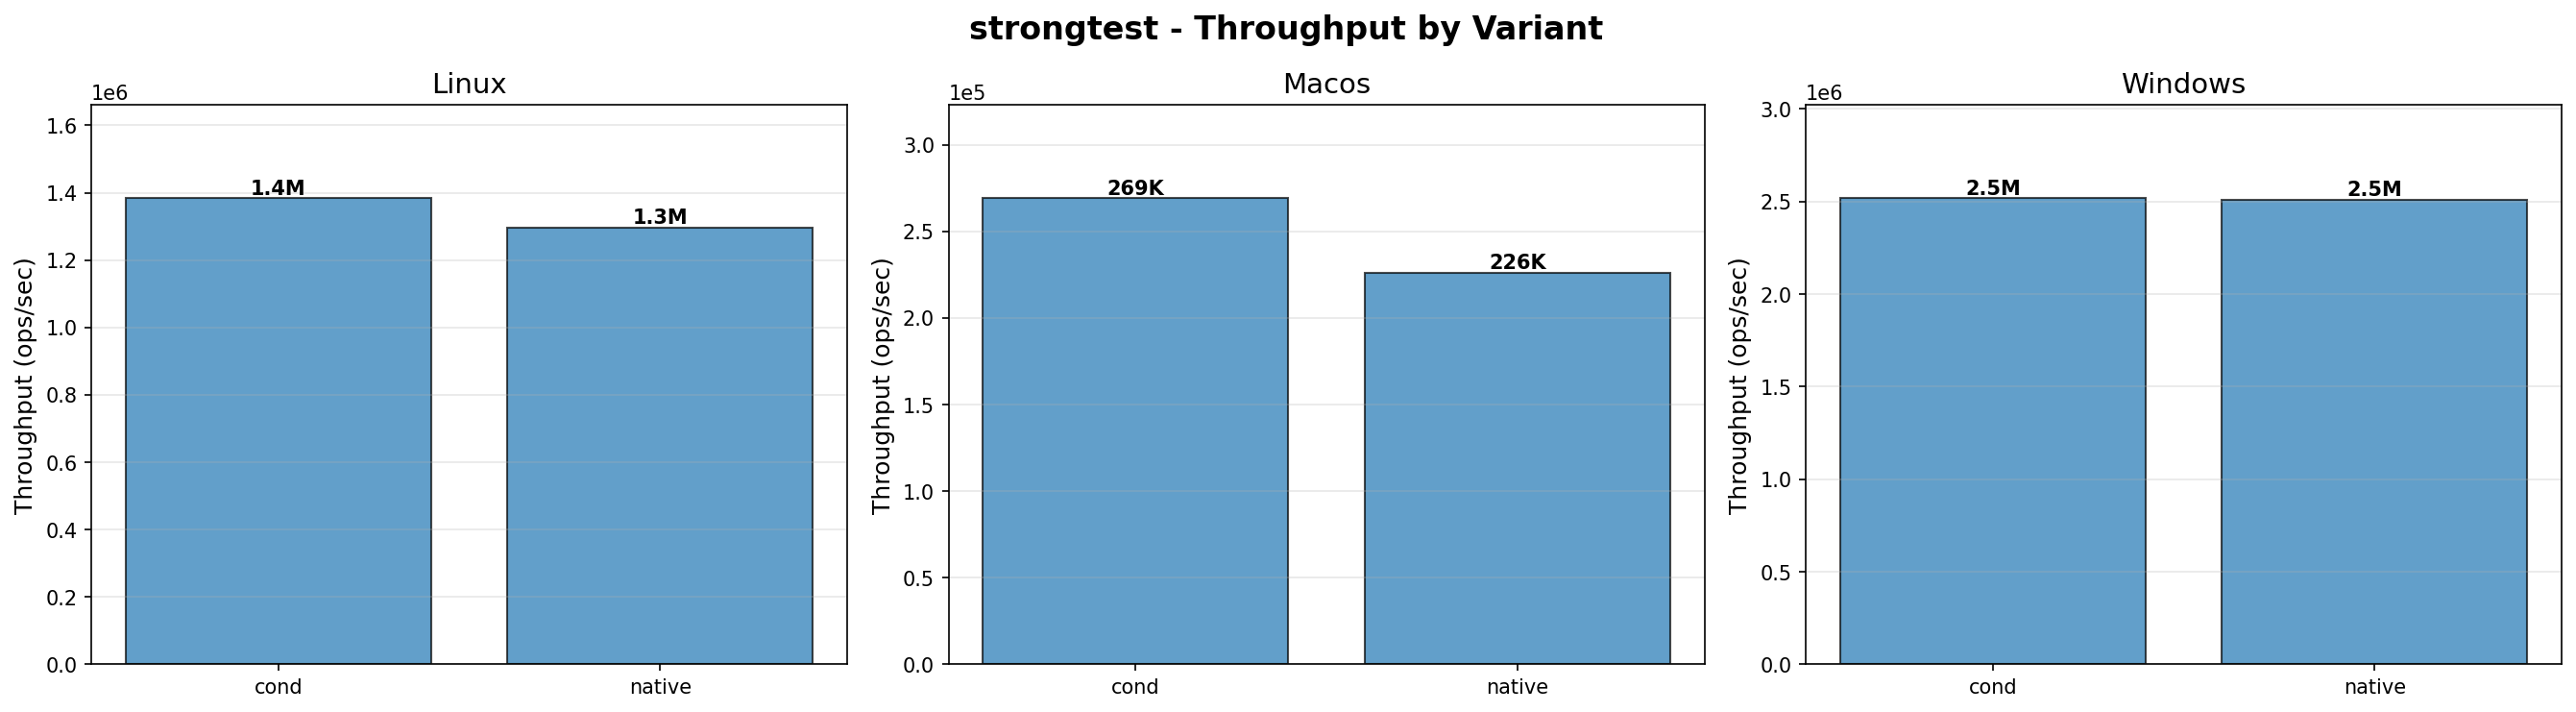 strongtest - Throughput by Variant
Linux
1e6
Throughput (ops/sec)
1.6
1.4
1.2
1.0
0.8
0.6
0.4
0.2
0.0
1.4M
1.3M
cond
native
Macos
1e5
Throughput (ops/sec)
3.0
2.5
2.0
1.5
1.0
0.5
0.0
269K
226K
cond
native
Windows
1e6
Throughput (ops/sec)
3.0
2.5
2.0
1.5
1.0
0.5
0.0
2.5M
2.5M
cond
native